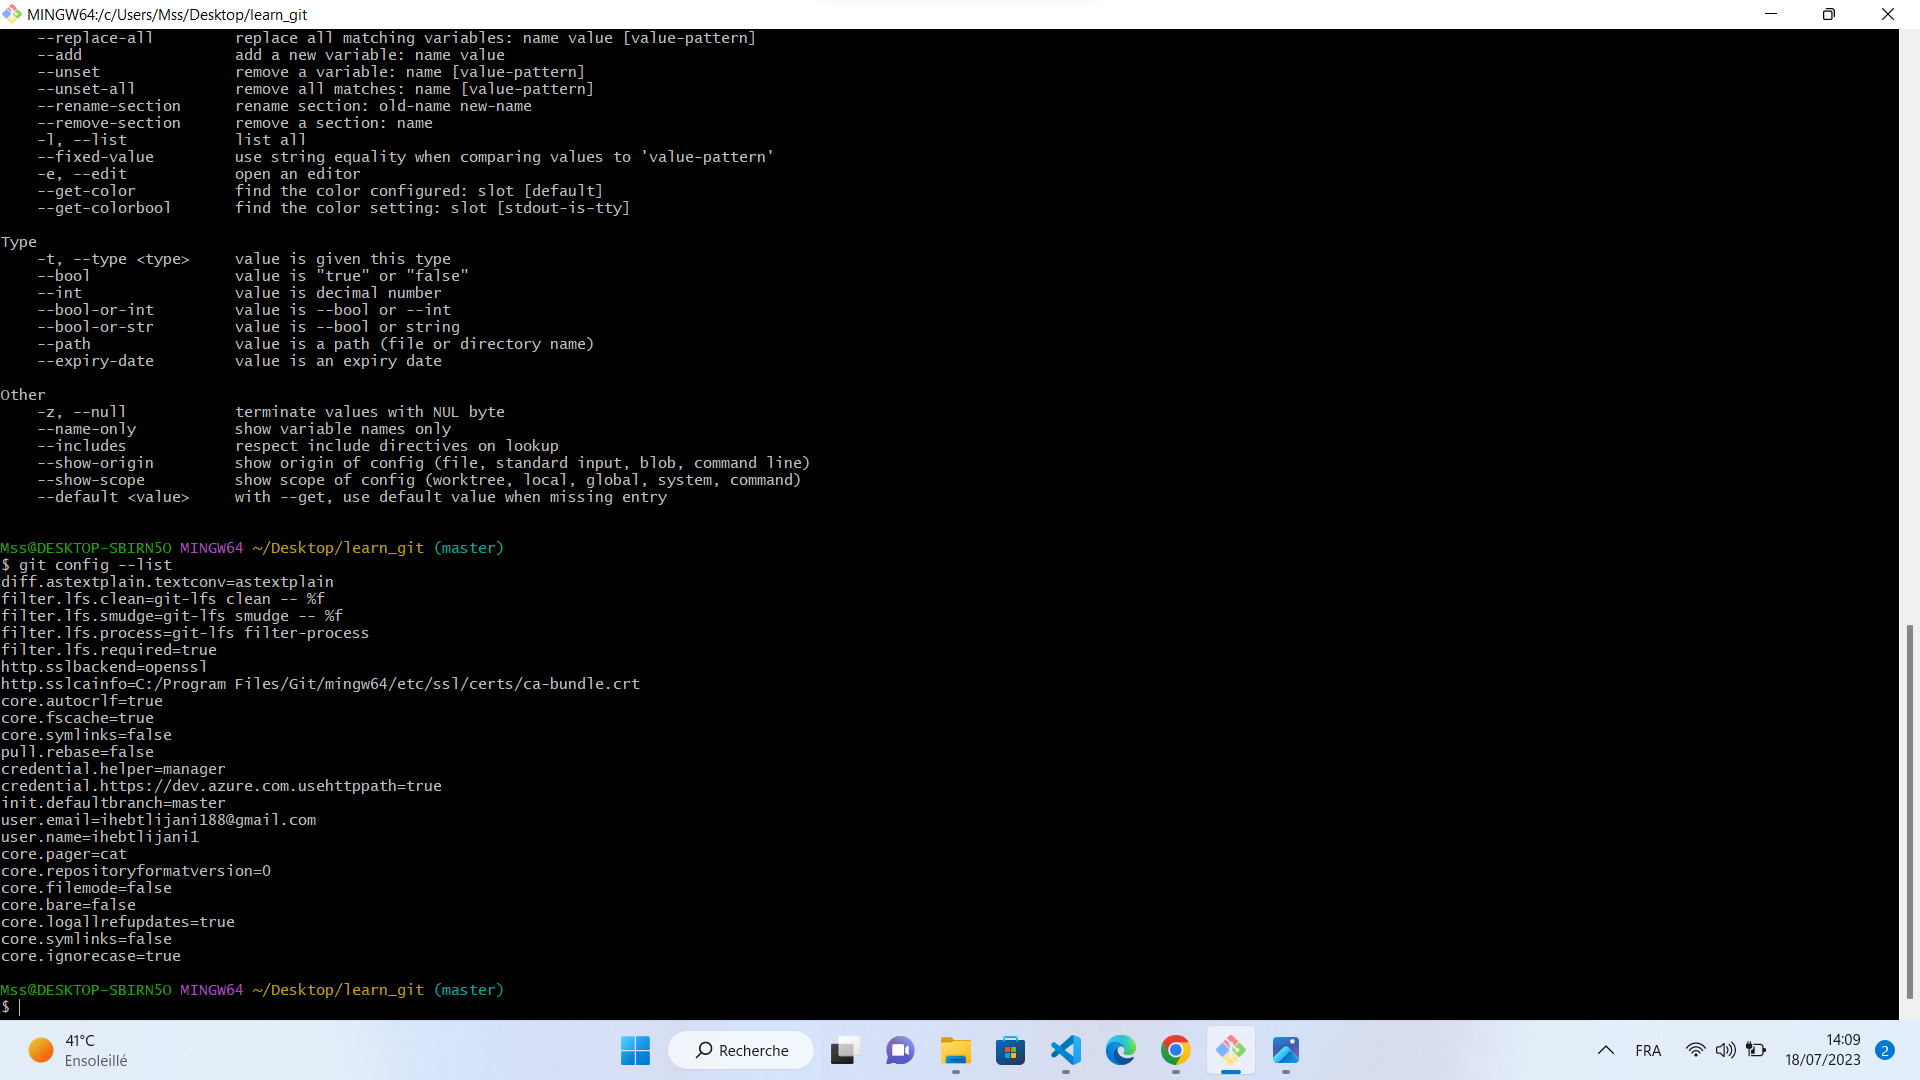 MINGW64:/c/Users/Mss/Desktop/learn_git
--replace-all replace all matching variables: name value [value-pattern]
--add add a new variable: name value
--unset remove a variable: name [value-pattern]
--unset-all remove all matches: name [value-pattern]
--rename-section rename section: old-name new-name
--remove-section remove a section: name
-l, --list list all
--fixed-value use string equality when comparing values to 'value-pattern'
-e, --edit open an editor
--get-color find the color configured: slot [default]
--get-colorbool find the color setting: slot [stdout-is-tty]
Type
-t, --type <type> value is given this type
--bool value is "true" or "false"
--int value is decimal number
--bool-or-int value is --bool or --int
--bool-or-str value is --bool or string
--path value is a path (file or directory name)
--expiry-date value is an expiry date
Other
-z, --null terminate values with NUL byte
--name-only show variable names only
--includes respect include directives on lookup
--show-origin show origin of config (file, standard input, blob, command line)
--show-scope show scope of config (worktree, local, global, system, command)
--default <value> with --get, use default value when missing entry
Mss@DESKTOP-SBIRN5O MINGW64 ~/Desktop/learn_git (master)
$ git config --list
diff.astextplain.textconv=astextplain
filter.lfs.clean=git-lfs clean -- %f
filter.lfs.smudge=git-lfs smudge -- %f
filter.lfs.process=git-lfs filter-process
filter.lfs.required=true
http.sslbackend=openssl
http.sslcainfo=C:/Program Files/Git/mingw64/etc/ssl/certs/ca-bundle.crt
core.autocrlf=true
core.fscache=true
core.symlinks=false
pull.rebase=false
credential.helper=manager
credential.https://dev.azure.com.usehttppath=true
init.defaultbranch=master
user.email=ihebtlijani188@gmail.com
user.name=ihebtlijani1
core.pager=cat
core.repositoryformatversion=0
core.filemode=false
core.bare=false
core.logallrefupdates=true
core.symlinks=false
core.ignorecase=true
Mss@DESKTOP-SBIRN5O MINGW64 ~/Desktop/learn_git (master)
$
41°C
Ensoleillé
Recherche
FRA
14:09
18/07/2023
2